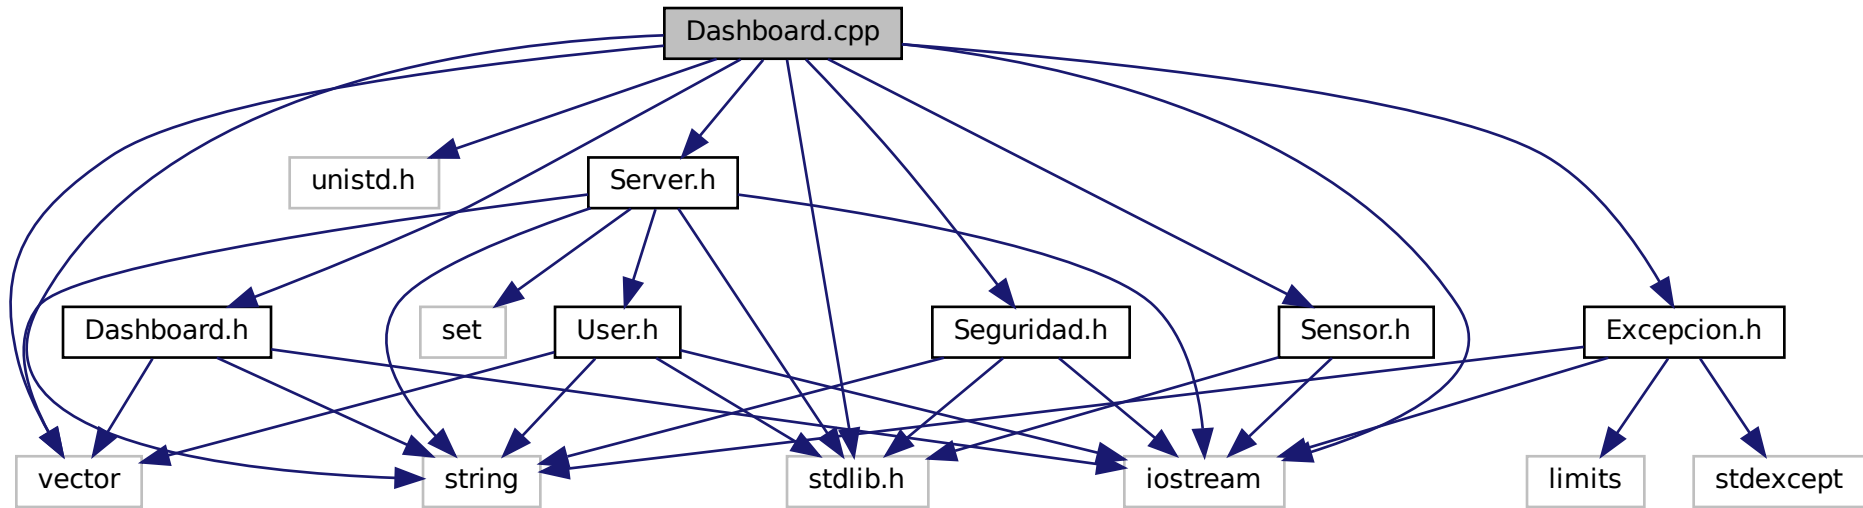 Dashboard.cpp
unistd.h
Server.h
Dashboard.h
set
User.h
Seguridad.h
Sensor.h
Excepcion.h
vector
string
stdlib.h
iostream
limits
stdexcept